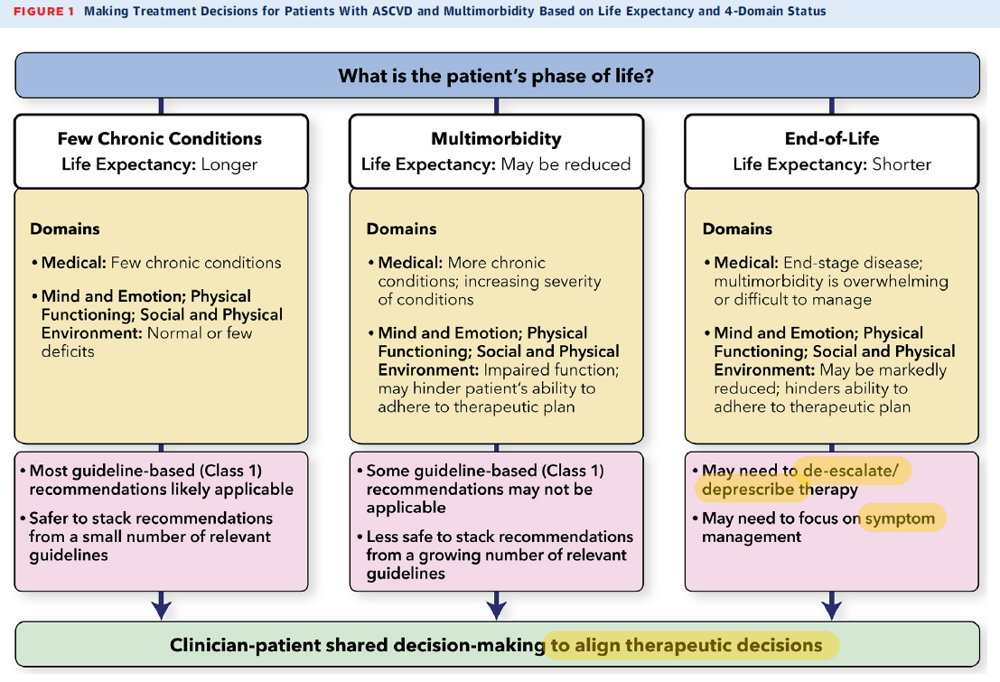 FIGURE 1 Making Treatment Decisions for Patients With ASCVD and Multimorbidity Based on Life Expectancy and 4-Domain Status
What is the patient's phase of life?
Few Chronic Conditions
Life Expectancy: Longer
Domains
• Medical: Few chronic conditions
• Mind and Emotion; Physical
Functioning; Social and Physical
Environment: Normal or few
deficits
• Most guideline-based (Class 1)
recommendations likely applicable
• Safer to stack recommendations
from a small number of relevant
guidelines
Multimorbidity
Life Expectancy: May be reduced
Domains
• Medical: More chronic
conditions; increasing severity
of conditions
• Mind and Emotion; Physical
Functioning; Social and Physical
Environment: Impaired function;
may hinder patient's ability to
adhere to therapeutic plan
• Some guideline-based (Class 1)
recommendations may not be
applicable
• Less safe to stack recommendations
from a growing number of relevant
guidelines
End-of-Life
Life Expectancy: Shorter
Domains
• Medical: End-stage disease;
multimorbidity is overwhelming
or difficult to manage
• Mind and Emotion; Physical
Functioning; Social and Physical
Environment: May be markedly
reduced; hinders ability to
adhere to therapeutic plan
• May need to de-escalate/
deprescribe therapy
• May need to focus on symptom
management
Clinician-patient shared decision-making to align therapeutic decisions